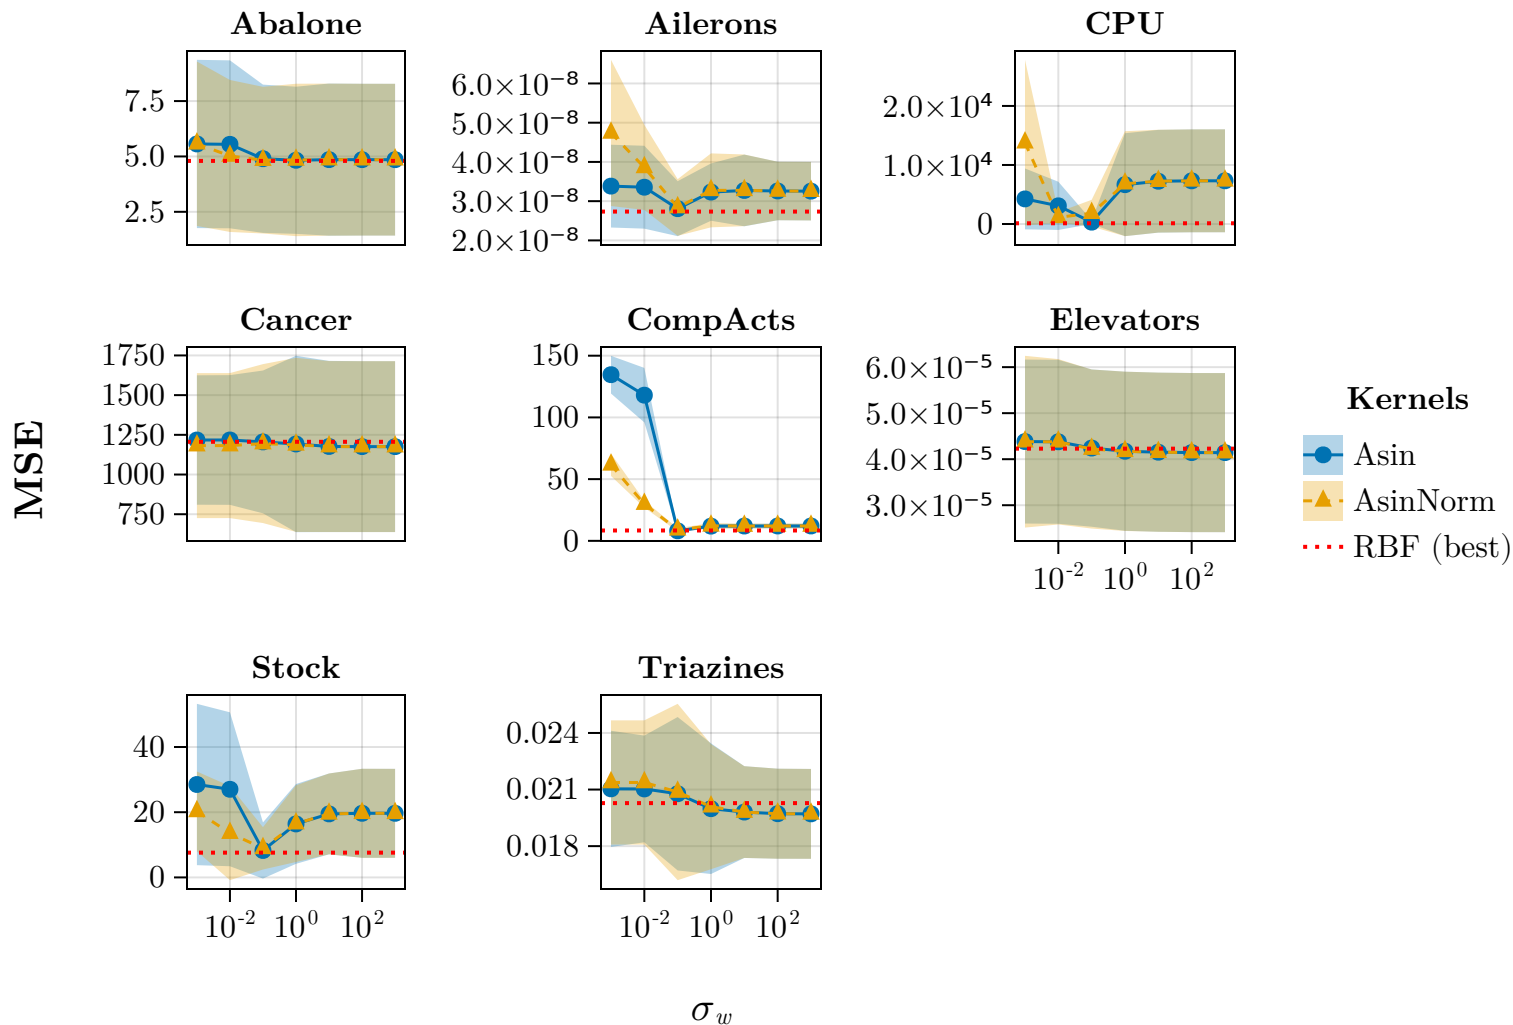 Abalone
Ailerons
CPU
7.5
5.0
2.5
6.0×10⁻⁸
5.0×10⁻⁸
4.0×10⁻⁸
3.0×10⁻⁸
2.0×10⁻⁸
2.0×10⁴
1.0×10⁴
0
Cancer
CompActs
Elevators
1750
1500
1250
1000
750
150
100
50
0
6.0×10⁻⁵
5.0×10⁻⁵
4.0×10⁻⁵
3.0×10⁻⁵
10⁻² 10⁰ 10²
MSE
Kernels
Asin
AsinNorm
RBF (best)
Stock
Triazines
40
20
0
0.024
0.021
0.018
10⁻² 10⁰ 10²
10⁻² 10⁰ 10²
σ_w